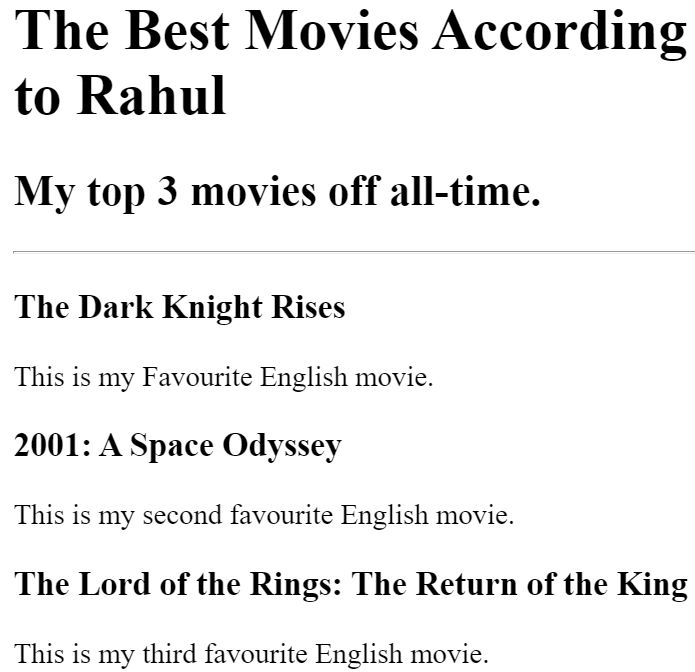 The Best Movies According
to Rahul
My top 3 movies off all-time.
The Dark Knight Rises
This is my Favourite English movie.
2001: A Space Odyssey
This is my second favourite English movie.
The Lord of the Rings: The Return of the King
This is my third favourite English movie.